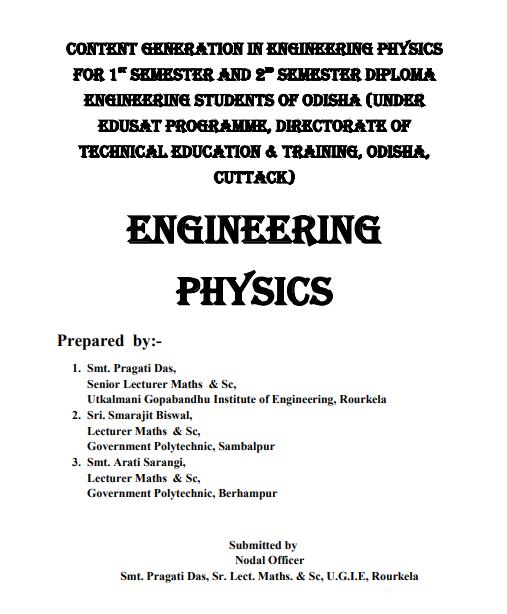 CONTENT GENERATION IN ENGINEERING PHYSICS
FOR 1ST SEMESTER AND 2ND SEMESTER DIPLOMA
ENGINEERING STUDENTS OF ODISHA (UNDER
EDUSAT PROGRAMME, DIRECTORATE OF
TECHNICAL EDUCATION & TRAINING, ODISHA,
CUTTACK)
ENGINEERING
PHYSICS
Prepared by:-
1. Smt. Pragati Das,
Senior Lecturer Maths & Sc,
Utkalmani Gopabandhu Institute of Engineering, Rourkela
2. Sri. Smarajit Biswal,
Lecturer Maths & Sc,
Government Polytechnic, Sambalpur
3. Smt. Arati Sarangi,
Lecturer Maths & Sc,
Government Polytechnic, Berhampur
Submitted by
Nodal Officer
Smt. Pragati Das, Sr. Lect. Maths. & Sc, U.G.I.E, Rourkela